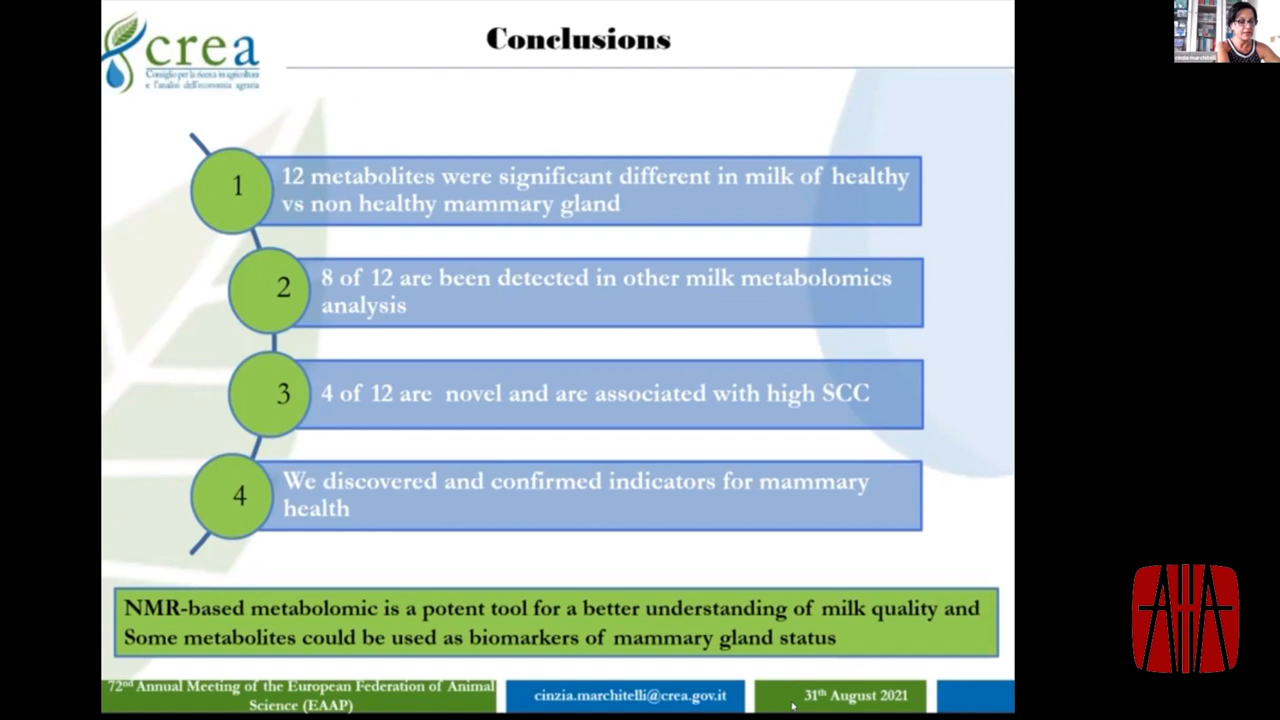 crea
Consiglio per la ricerca in agricoltura
e l'analisi dell'economia agraria
Conclusions
cinzia marchitelli
1
12 metabolites were significant different in milk of healthy
vs non healthy mammary gland
2
8 of 12 are been detected in other milk metabolomics
analysis
3
4 of 12 are novel and are associated with high SCC
4
We discovered and confirmed indicators for mammary
health
NMR-based metabolomic is a potent tool for a better understanding of milk quality and
Some metabolites could be used as biomarkers of mammary gland status
72nd Annual Meeting of the European Federation of Animal
Science (EAAP)
cinzia.marchitelli@crea.gov.it
31th August 2021